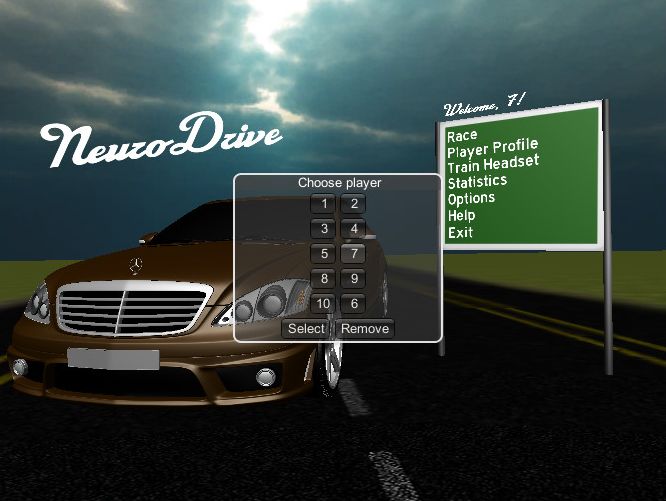 NeuroDrive
Welcome, 7!
Race
Player Profile
Train Headset
Statistics
Options
Help
Exit
Choose player
1 2
3 4
5 7
8 9
10 6
Select Remove